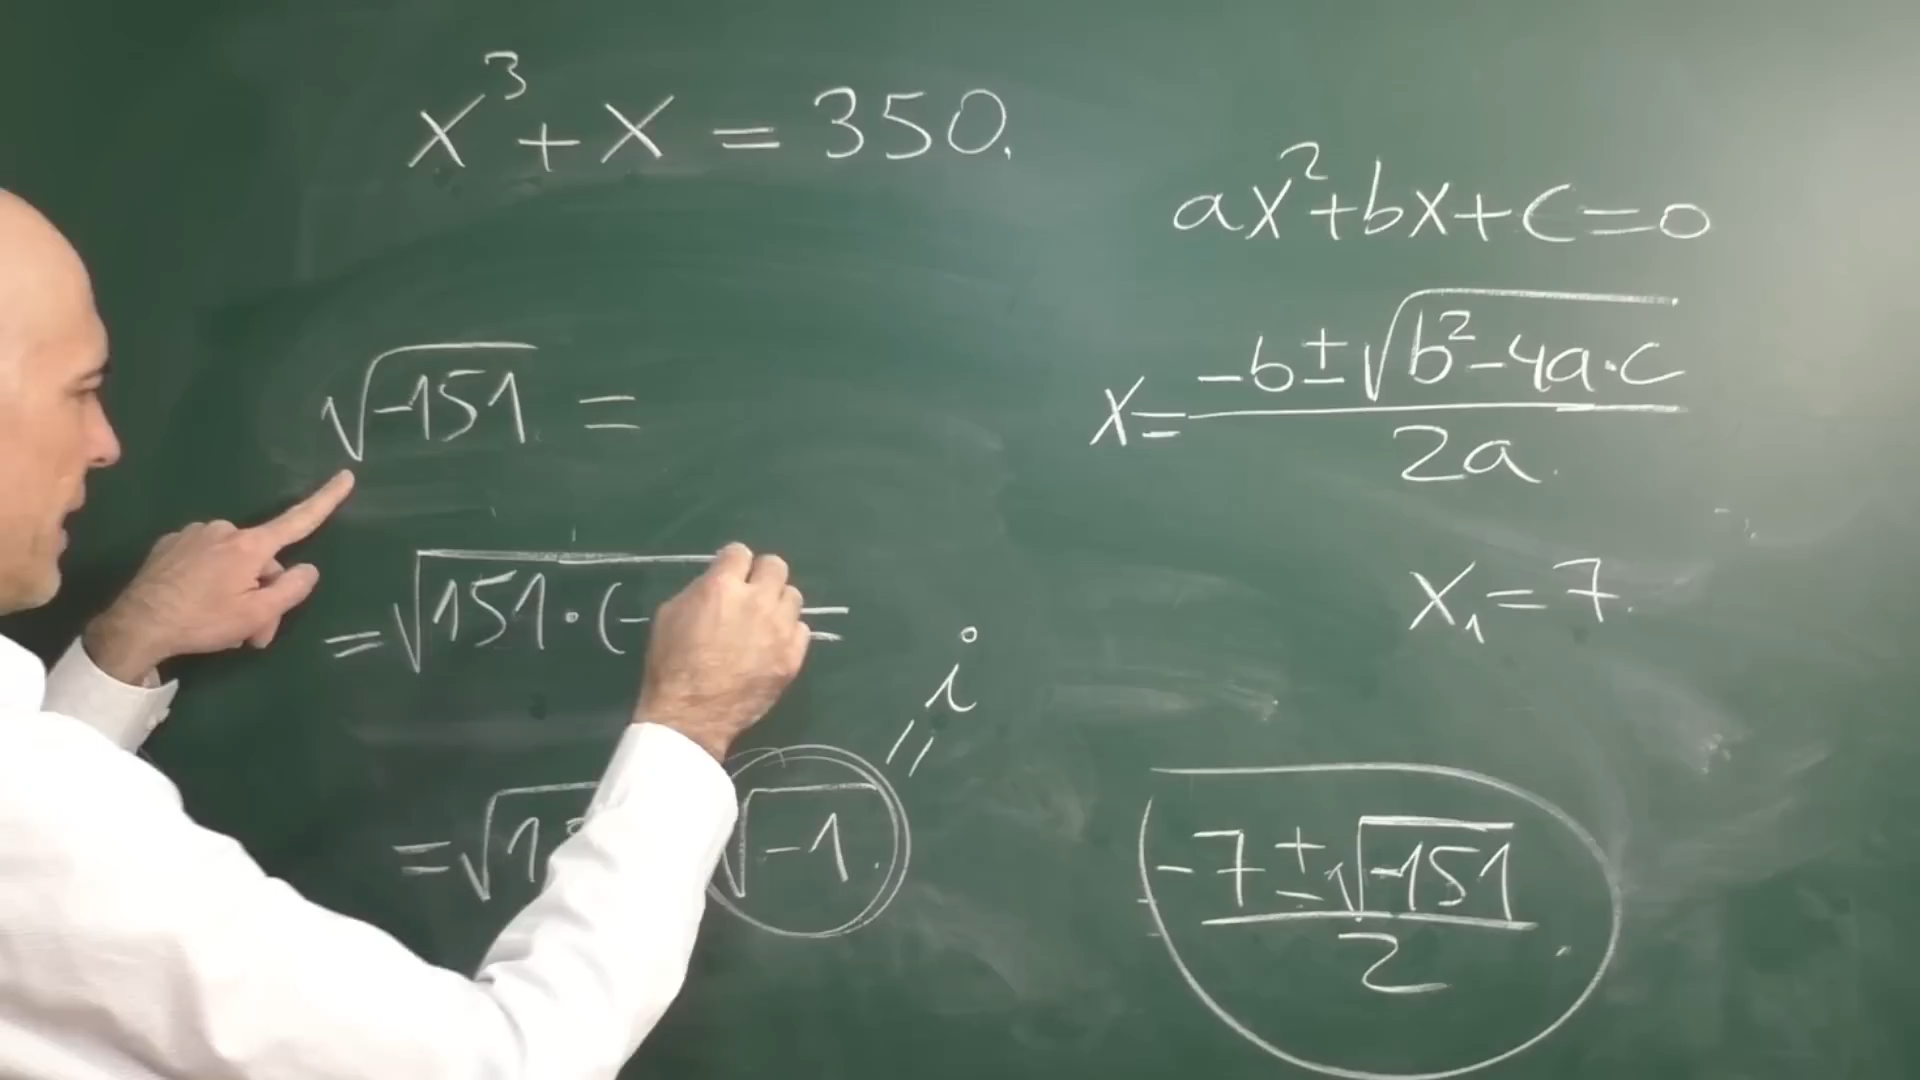 x³ + x = 350.
√-151 =
= √151 · (- =
= √1 √-1.
= i
ax² + bx + c = 0
x = (-b ± √b² - 4a · c) / 2a.
x₁ = 7.
(-7 ± √-151) / 2.